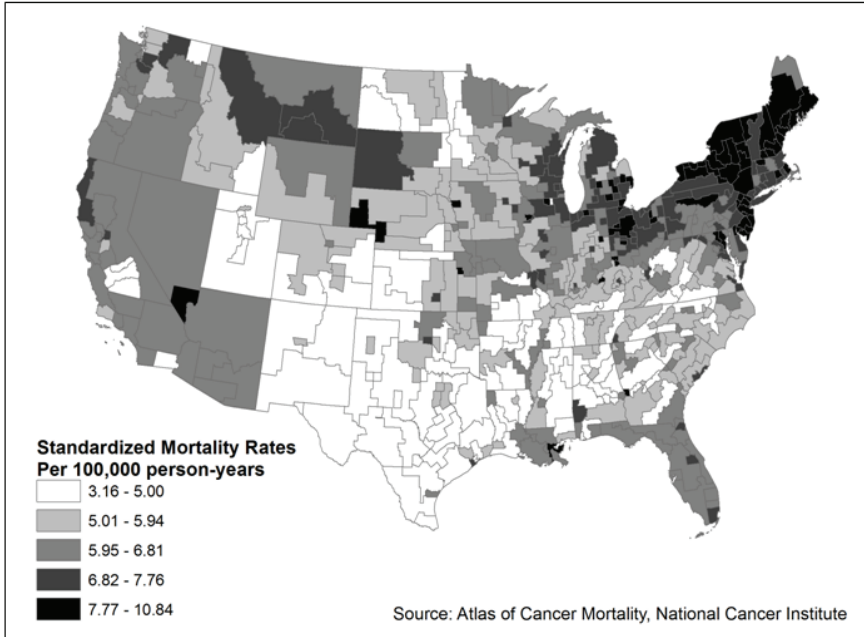 Standardized Mortality Rates
Per 100,000 person-years
3.16 - 5.00
5.01 - 5.94
5.95 - 6.81
6.82 - 7.76
7.77 - 10.84
Source: Atlas of Cancer Mortality, National Cancer Institute